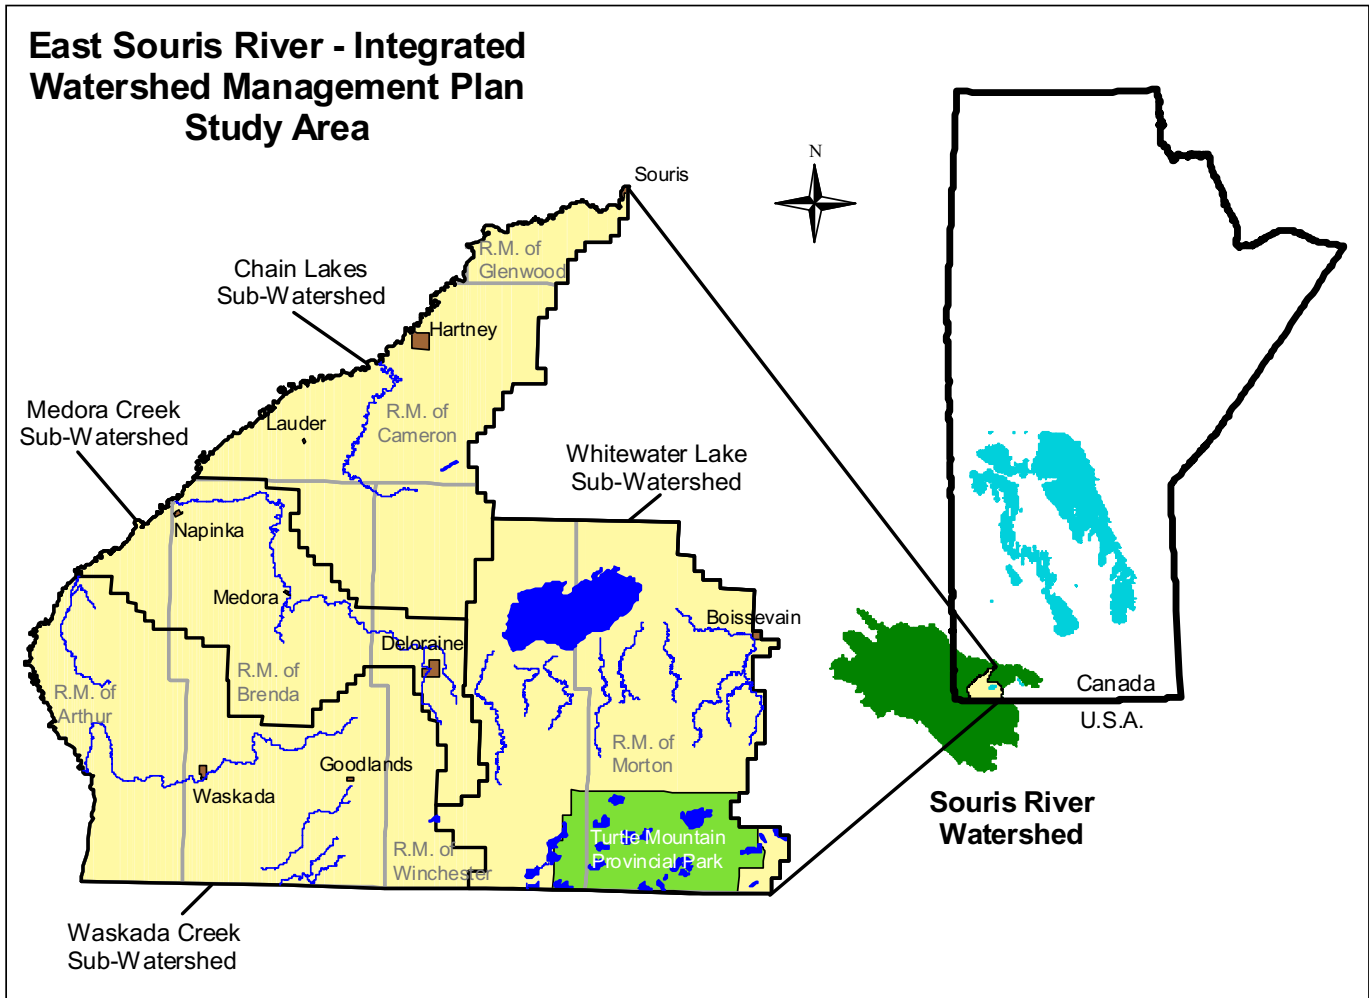 East Souris River - Integrated
Watershed Management Plan
Study Area
N
Souris
R.M. of
Glenwood
Chain Lakes
Sub-Watershed
Hartney
Medora Creek
Sub-Watershed
Lauder
R.M. of
Cameron
Whitewater Lake
Sub-Watershed
Napinka
Medora
Boissevain
Deloraine
R.M. of
Brenda
R.M. of
Arthur
Canada
U.S.A.
R.M. of
Morton
Goodlands
Waskada
Souris River
Watershed
Turtle Mountain
Provincial Park
R.M. of
Winchester
Waskada Creek
Sub-Watershed